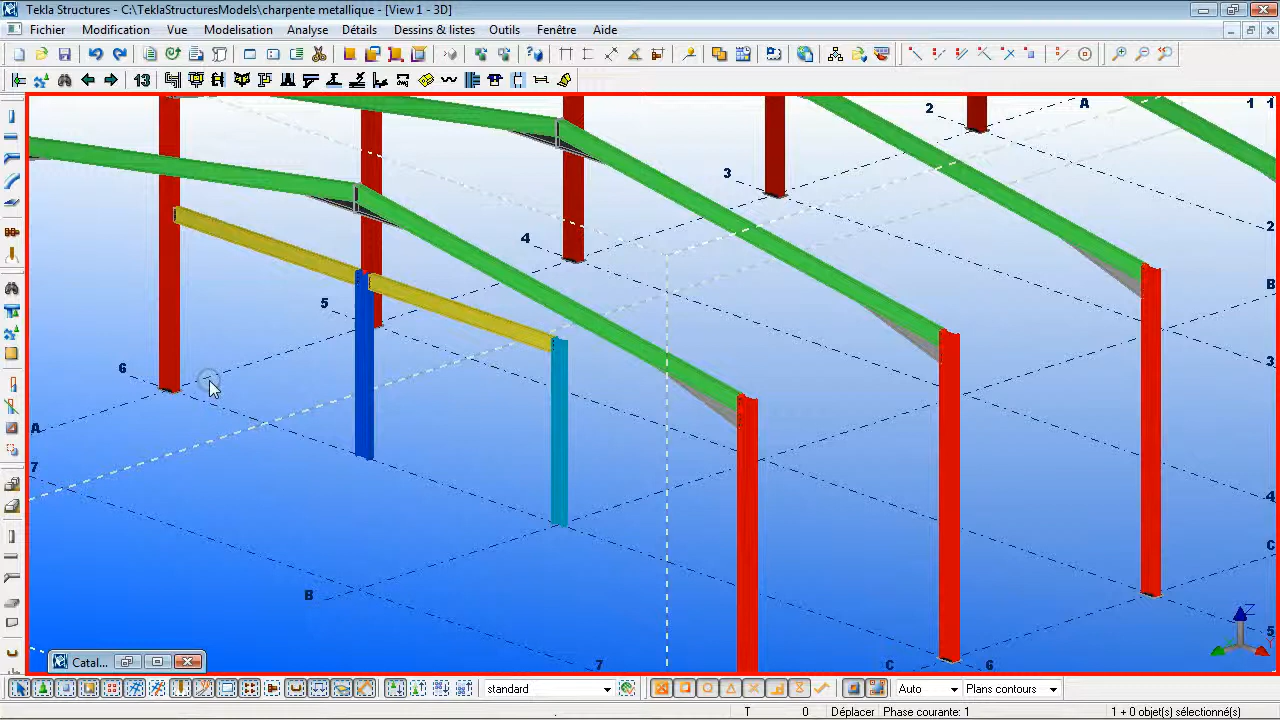 Tekla Structures - C:\TeklaStructuresModels\charpente metallique - [View 1 - 3D]
Fichier Modification Vue Modelisation Analyse Détails Dessins & listes Outils Fenêtre Aide
13
2 A 1 1
3 2
4 B
5 3
6
A 4
7 C
B
5
7 C 6
Z
Catal...
standard Auto Plans contours
T 0 Déplacer Phase courante: 1 1 + 0 objet(s) sélectionné(s)